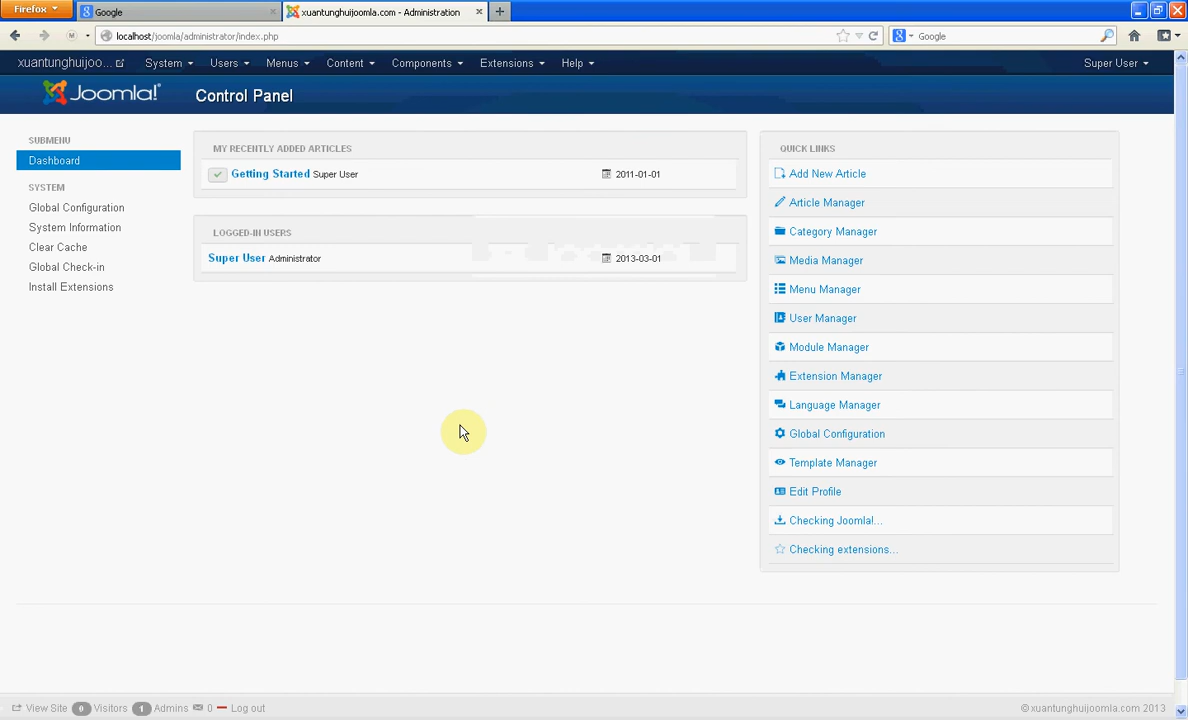 Firefox
Google
xuantunghuijoomla.com - Administration
localhost/joomla/administrator/index.php
Google
xuantunghuijoo...
System
Users
Menus
Content
Components
Extensions
Help
Super User
Joomla!
Control Panel
SUBMENU
Dashboard
SYSTEM
Global Configuration
System Information
Clear Cache
Global Check-in
Install Extensions
MY RECENTLY ADDED ARTICLES
Getting Started Super User 2011-01-01
LOGGED-IN USERS
Super User Administrator 2013-03-01
QUICK LINKS
Add New Article
Article Manager
Category Manager
Media Manager
Menu Manager
User Manager
Module Manager
Extension Manager
Language Manager
Global Configuration
Template Manager
Edit Profile
Checking Joomla!...
Checking extensions...
View Site 0 Visitors 1 Admins 0 Log out
© xuantunghuijoomla.com 2013